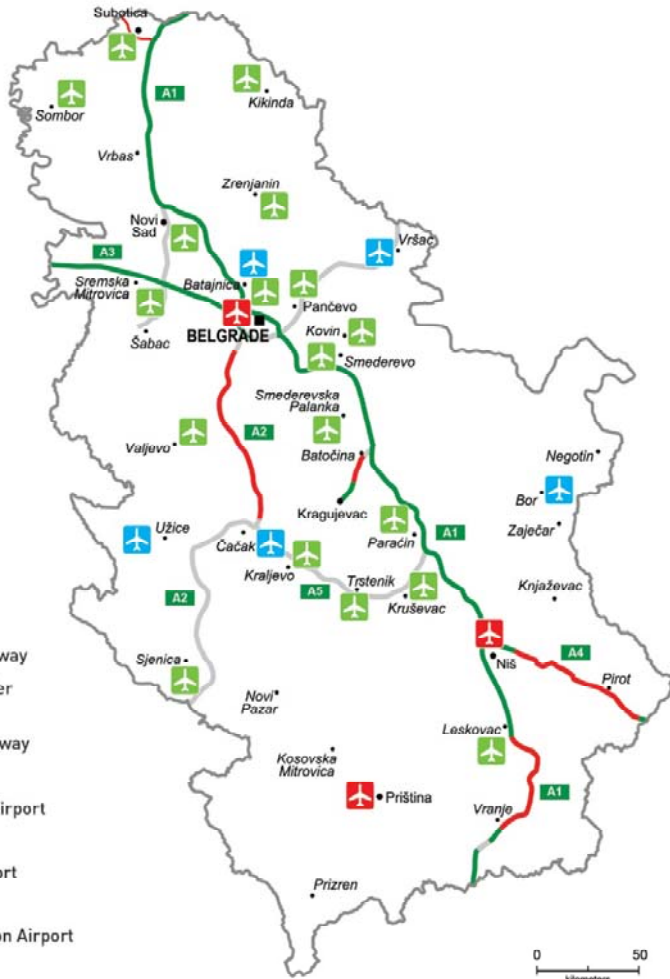 Subotica
A1
Sombor
Kikinda
Vrbas
Zrenjanin
Novi
Sad
A3
Vršac
Sremska
Mitrovica
Batajnica
Pančevo
BELGRADE
Kovin
Šabac
Smederevo
Smederevska
Palanka
A2
Valjevo
Batočina
Negotin
Bor
Kragujevac
Zaječar
Užice
Čačak
Paraćin
A1
Kraljevo
A2
A5
Trstenik
Kruševac
Knjaževac
Niš
A4
Sjenica
Pirot
Novi
Pazar
Leskovac
Kosovska
Mitrovica
Priština
A1
Vranje
Prizren
way
er
way
irport
ort
on Airport
0
50
kilometers